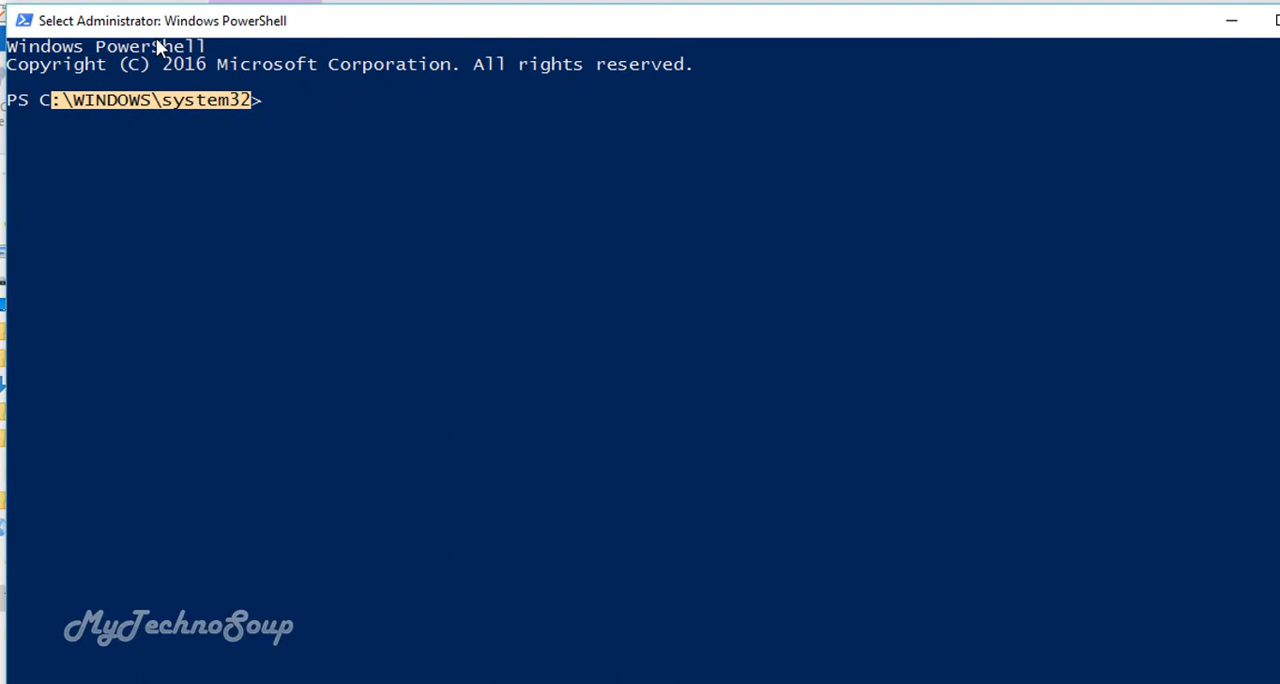 Select Administrator: Windows PowerShell
Windows PowerShell
Copyright (C) 2016 Microsoft Corporation. All rights reserved.
PS C:\WINDOWS\system32>
MyTechnoSoup